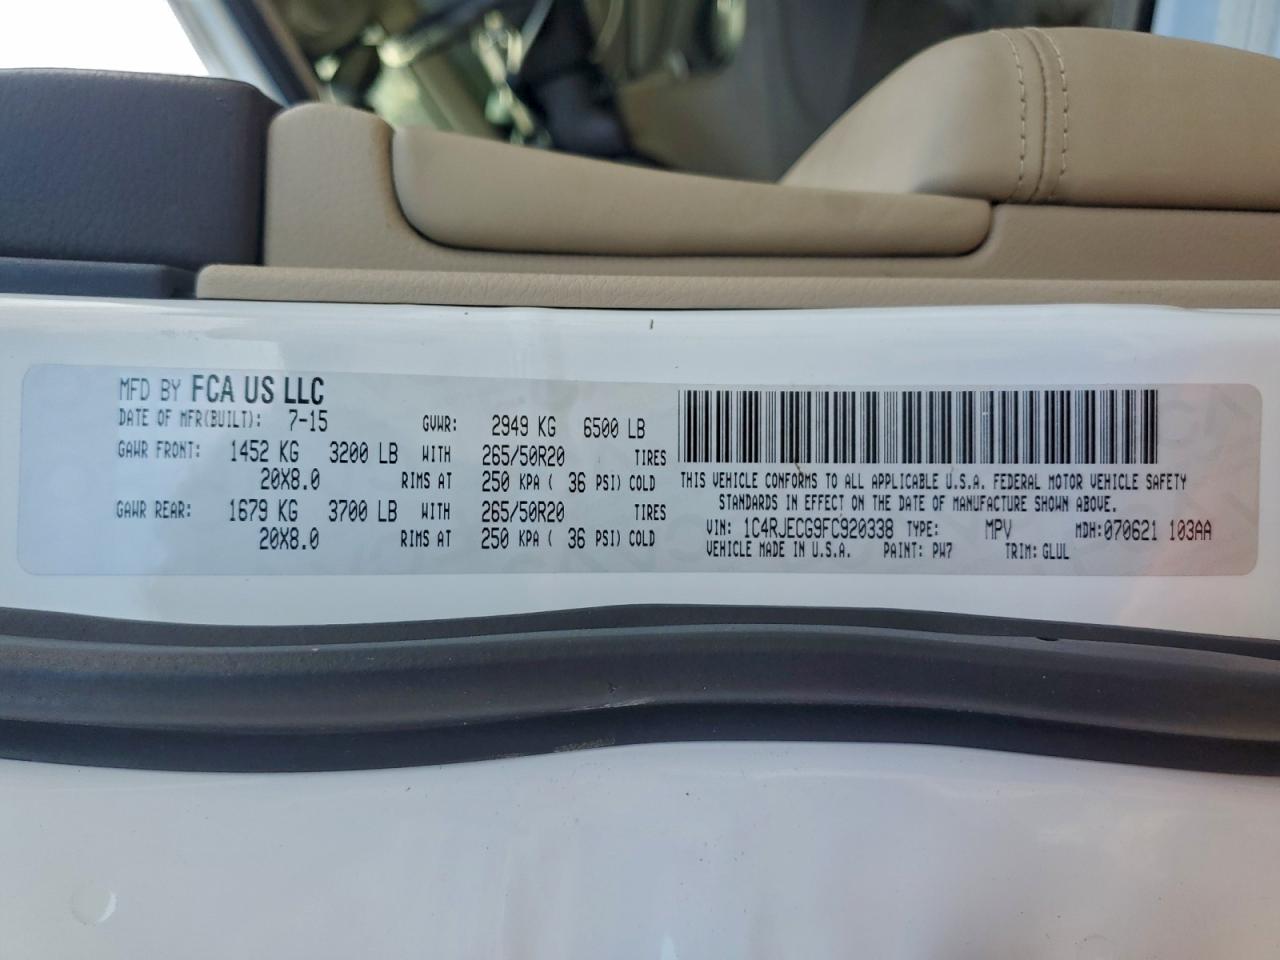 MFD BY FCA US LLC
DATE OF MFR(BUILT): 7-15 GVWR: 2949 KG 6500 LB
GAWR FRONT: 1452 KG 3200 LB WITH 265/50R20 TIRES
20X8.0 RIMS AT 250 KPA ( 36 PSI) COLD
GAWR REAR: 1679 KG 3700 LB WITH 265/50R20 TIRES
20X8.0 RIMS AT 250 KPA ( 36 PSI) COLD
THIS VEHICLE CONFORMS TO ALL APPLICABLE U.S.A. FEDERAL MOTOR VEHICLE SAFETY
STANDARDS IN EFFECT ON THE DATE OF MANUFACTURE SHOWN ABOVE.
VIN: 1C4RJECG9FC920338 TYPE: MPV MDH:070621 103AA
VEHICLE MADE IN U.S.A. PAINT: PW7 TRIM: GLUL